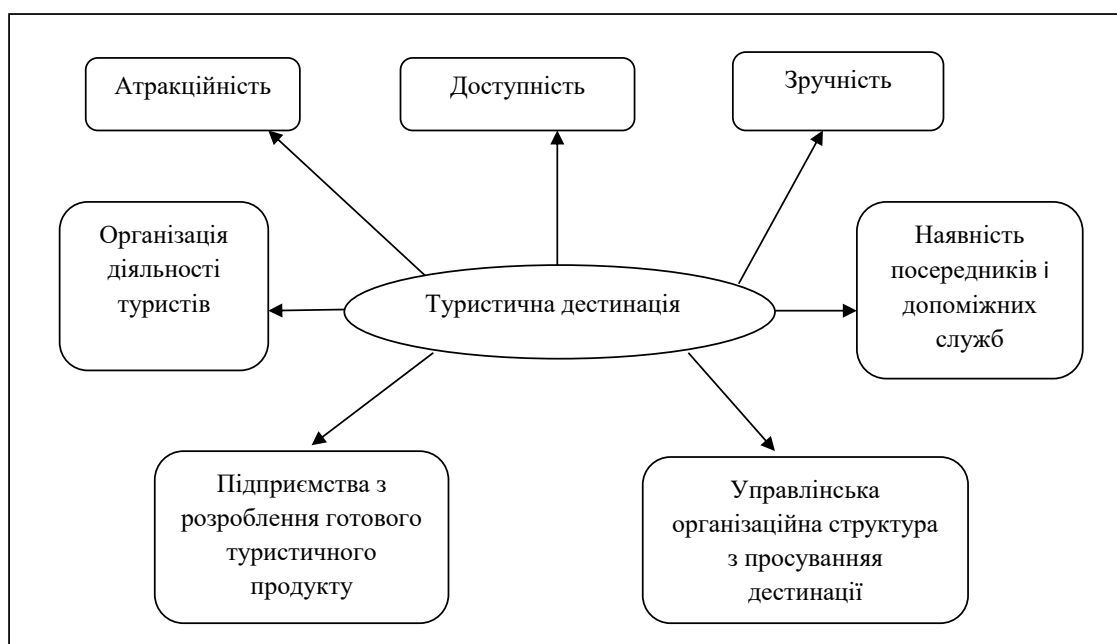 Атракційність
Доступність
Зручність
Організація
діяльності
туристів
Туристична дестинація
Наявність
посередників і
допоміжних
служб
Підприємства з
розроблення готового
туристичного
продукту
Управлінська
організаційна структура
з просуванняя
дестинації